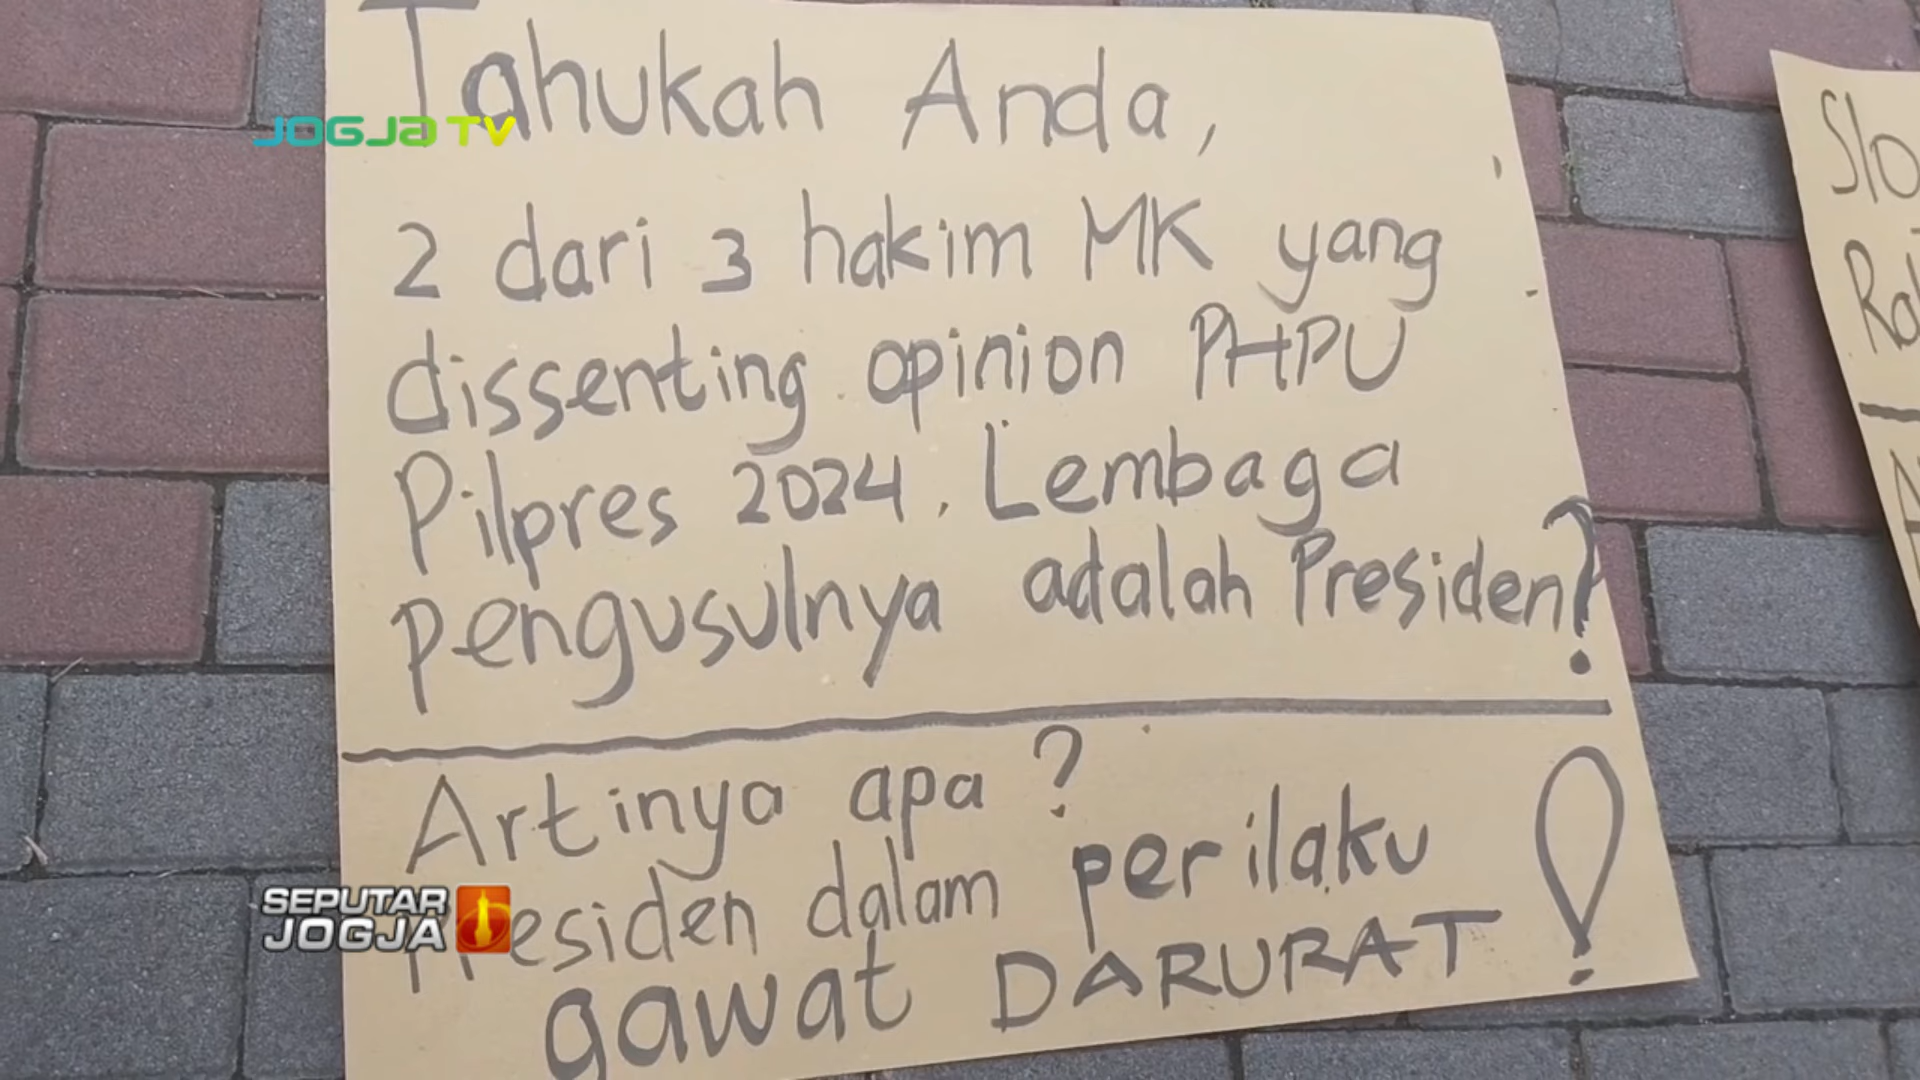 Tahukah Anda,
JOGJA TV
2 dari 3 hakim MK yang
dissenting opinion PHPU
Pilpres 2024. Lembaga
pengusulnya adalah Presiden?
Artinya apa?
Presiden dalam perilaku
gawat DARURAT!
SEPUTAR
JOGJA
Slo